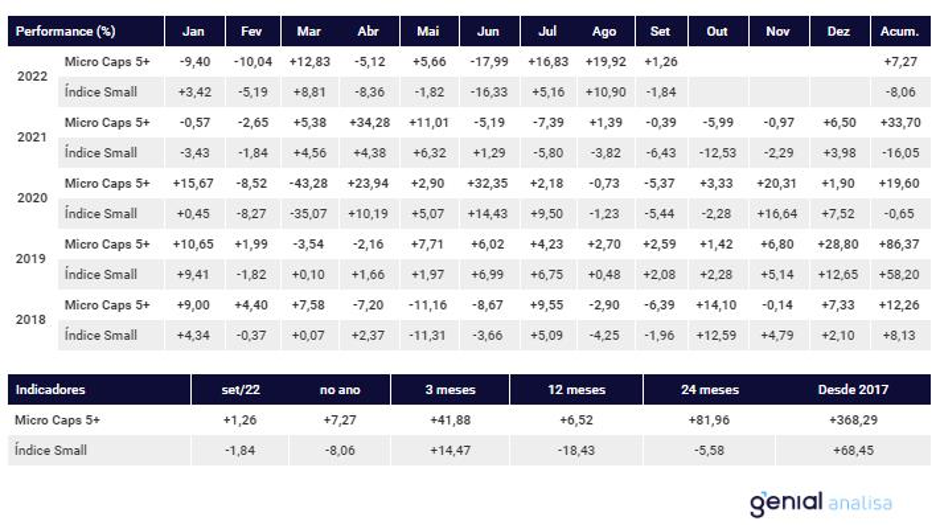 Performance (%) Jan Fev Mar Abr Mai Jun Jul Ago Set Out Nov Dez Acum.
2022 Micro Caps 5+ -9,40 -10,04 +12,83 -5,12 +5,66 -17,99 +16,83 +19,92 +1,26 +7,27
Índice Small +3,42 -5,19 +8,81 -8,36 -1,82 -16,33 +5,16 +10,90 -1,84 -8,06
2021 Micro Caps 5+ -0,57 -2,65 +5,38 +34,28 +11,01 -5,19 -7,39 +1,39 -0,39 -5,99 -0,97 +6,50 +33,70
Índice Small -3,43 -1,84 +4,56 +4,38 +6,32 +1,29 -5,80 -3,82 -6,43 -12,53 -2,29 +3,98 -16,05
2020 Micro Caps 5+ +15,67 -8,52 -43,28 +23,94 +2,90 +32,35 +2,18 -0,73 -5,37 +3,33 +20,31 +1,90 +19,60
Índice Small +0,45 -8,27 -35,07 +10,19 +5,07 +14,43 +9,50 -1,23 -5,44 -2,28 +16,64 +7,52 -0,65
2019 Micro Caps 5+ +10,65 +1,99 -3,54 -2,16 +7,71 +6,02 +4,23 +2,70 +2,59 +1,42 +6,80 +28,80 +86,37
Índice Small +9,41 -1,82 +0,10 +1,66 +1,97 +6,99 +6,75 +0,48 +2,08 +2,28 +5,14 +12,65 +58,20
2018 Micro Caps 5+ +9,00 +4,40 +7,58 -7,20 -11,16 -8,67 +9,55 -2,90 -6,39 +14,10 -0,14 +7,33 +12,26
Índice Small +4,34 -0,37 +0,07 +2,37 -11,31 -3,66 +5,09 -4,25 -1,96 +12,59 +4,79 +2,10 +8,13
Indicadores set/22 no ano 3 meses 12 meses 24 meses Desde 2017
Micro Caps 5+ +1,26 +7,27 +41,88 +6,52 +81,96 +368,29
Índice Small -1,84 -8,06 +14,47 -18,43 -5,58 +68,45
genial analisa